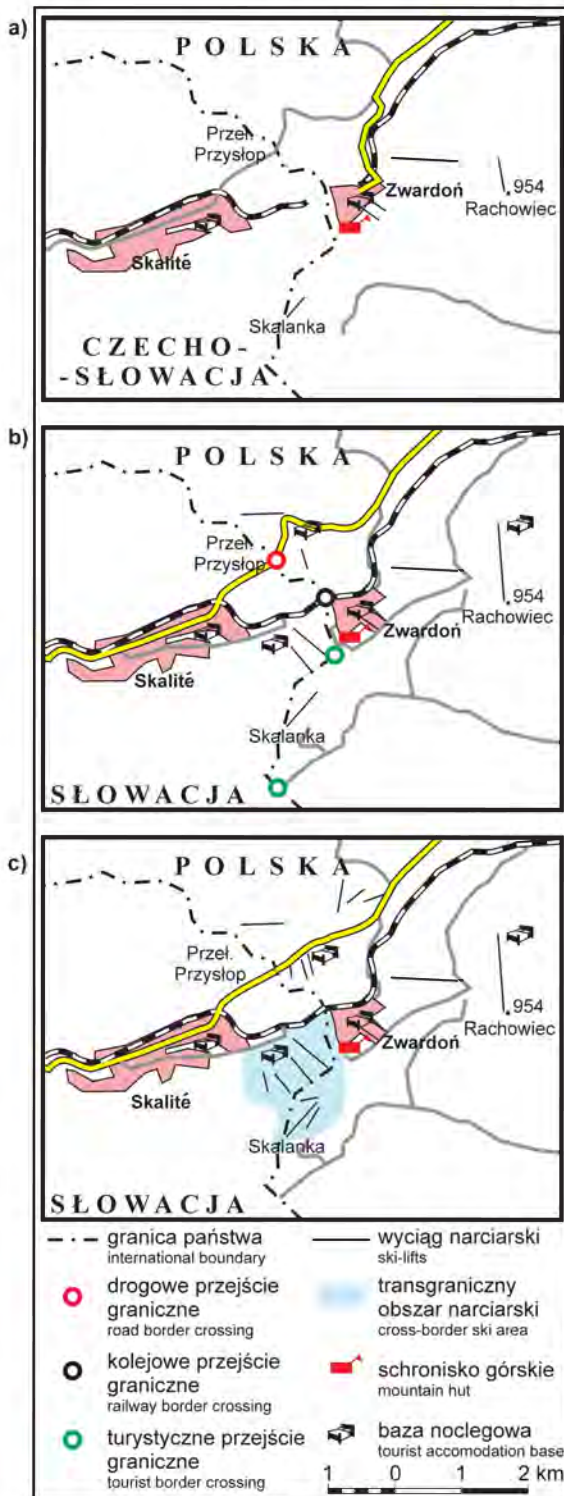 a)
POLSKA
Przeł.
Przysłop
Zwardoń
954
Rachowiec
Skalité
Skalanka
CZECHO-
-SŁOWACJA
b)
POLSKA
Przeł.
Przysłop
954
Rachowiec
Zwardoń
Skalité
Skalanka
SŁOWACJA
c)
POLSKA
Przeł.
Przysłop
954
Rachowiec
Zwardoń
Skalité
Skalanka
SŁOWACJA
granica państwa
international boundary
drogowe przejście
graniczne
road border crossing
kolejowe przejście
graniczne
railway border crossing
turystyczne przejście
graniczne
tourist border crossing
wyciąg narciarski
ski-lifts
transgraniczny
obszar narciarski
cross-border ski area
schronisko górskie
mountain hut
baza noclegowa
tourist accomodation base
1 0 2 km